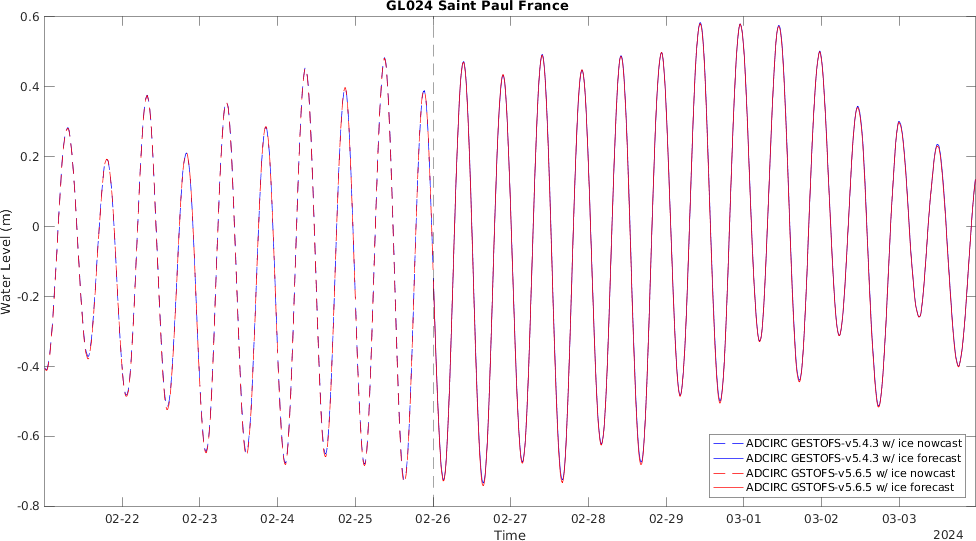 GL024 Saint Paul France
0.6
0.4
0.2
0
-0.2
-0.4
-0.6
-0.8
Water Level (m)
ADCIRC GESTOFS-v5.4.3 w/ ice nowcast
ADCIRC GESTOFS-v5.4.3 w/ ice forecast
ADCIRC GSTOFS-v5.6.5 w/ ice nowcast
ADCIRC GSTOFS-v5.6.5 w/ ice forecast
02-22 02-23 02-24 02-25 02-26 02-27 02-28 02-29 03-01 03-02 03-03
Time
2024